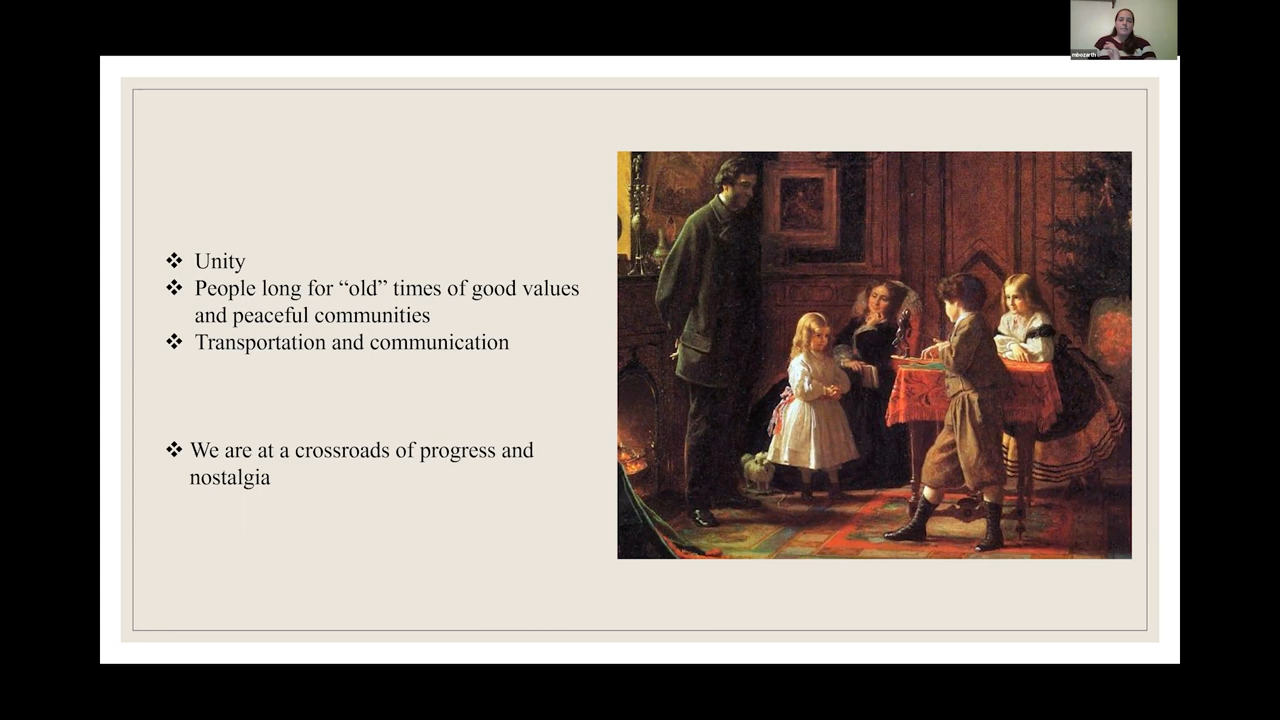 mbozarth
❖ Unity
❖ People long for “old” times of good values
and peaceful communities
❖ Transportation and communication
❖ We are at a crossroads of progress and
nostalgia